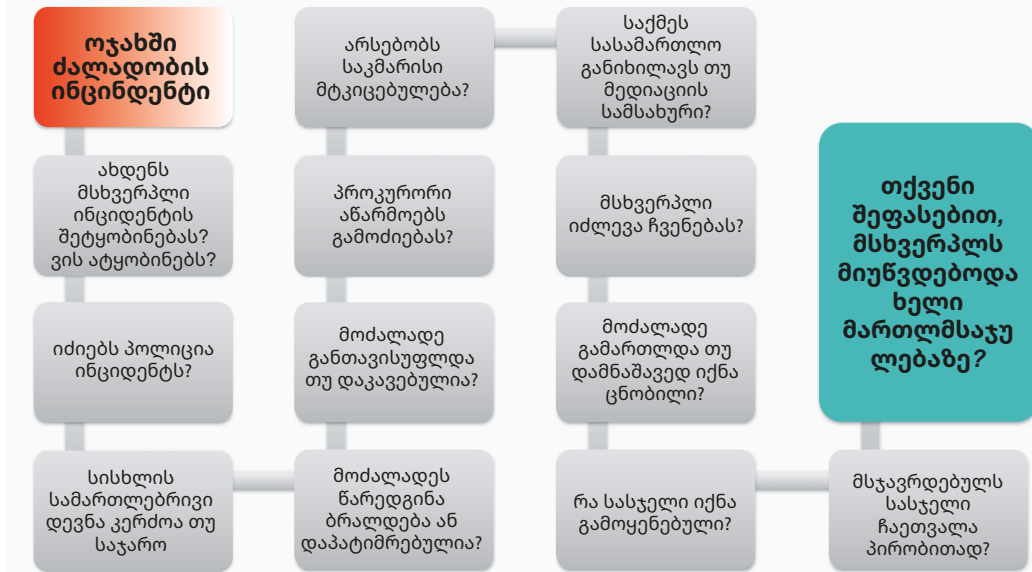 ოჯახში
ძალადობის
ინცინდენტი
ახდენს
მსხვერპლი
ინციდენტის
შეტყობინებას?
ვის ატყობინებს?
იძიებს პოლიცია
ინციდენტს?
სისხლის
სამართლებრივი
დევნა კერძოა თუ
საჯარო
მოძალადეს
წარედგინა
ბრალდება ან
დაპატიმრებულია?
მოძალადე
განთავისუფლდა
თუ დაკავებულია?
პროკურორი
აწარმოებს
გამოძიებას?
არსებობს
საკმარისი
მტკიცებულება?
საქმეს
სასამართლო
განიხილავს თუ
მედიაციის
სამსახური?
მსხვერპლი
იძლევა ჩვენებას?
მოძალადე
გამართლდა თუ
დამნაშავედ იქნა
ცნობილი?
რა სასჯელი იქნა
გამოყენებული?
მსჯავრდებულს
სასჯელი
ჩაეთვალა
პირობითად?
თქვენი
შეფასებით,
მსხვერპლს
მიუწვდებოდა
ხელი
მართლმსაჯუ
ლებაზე?